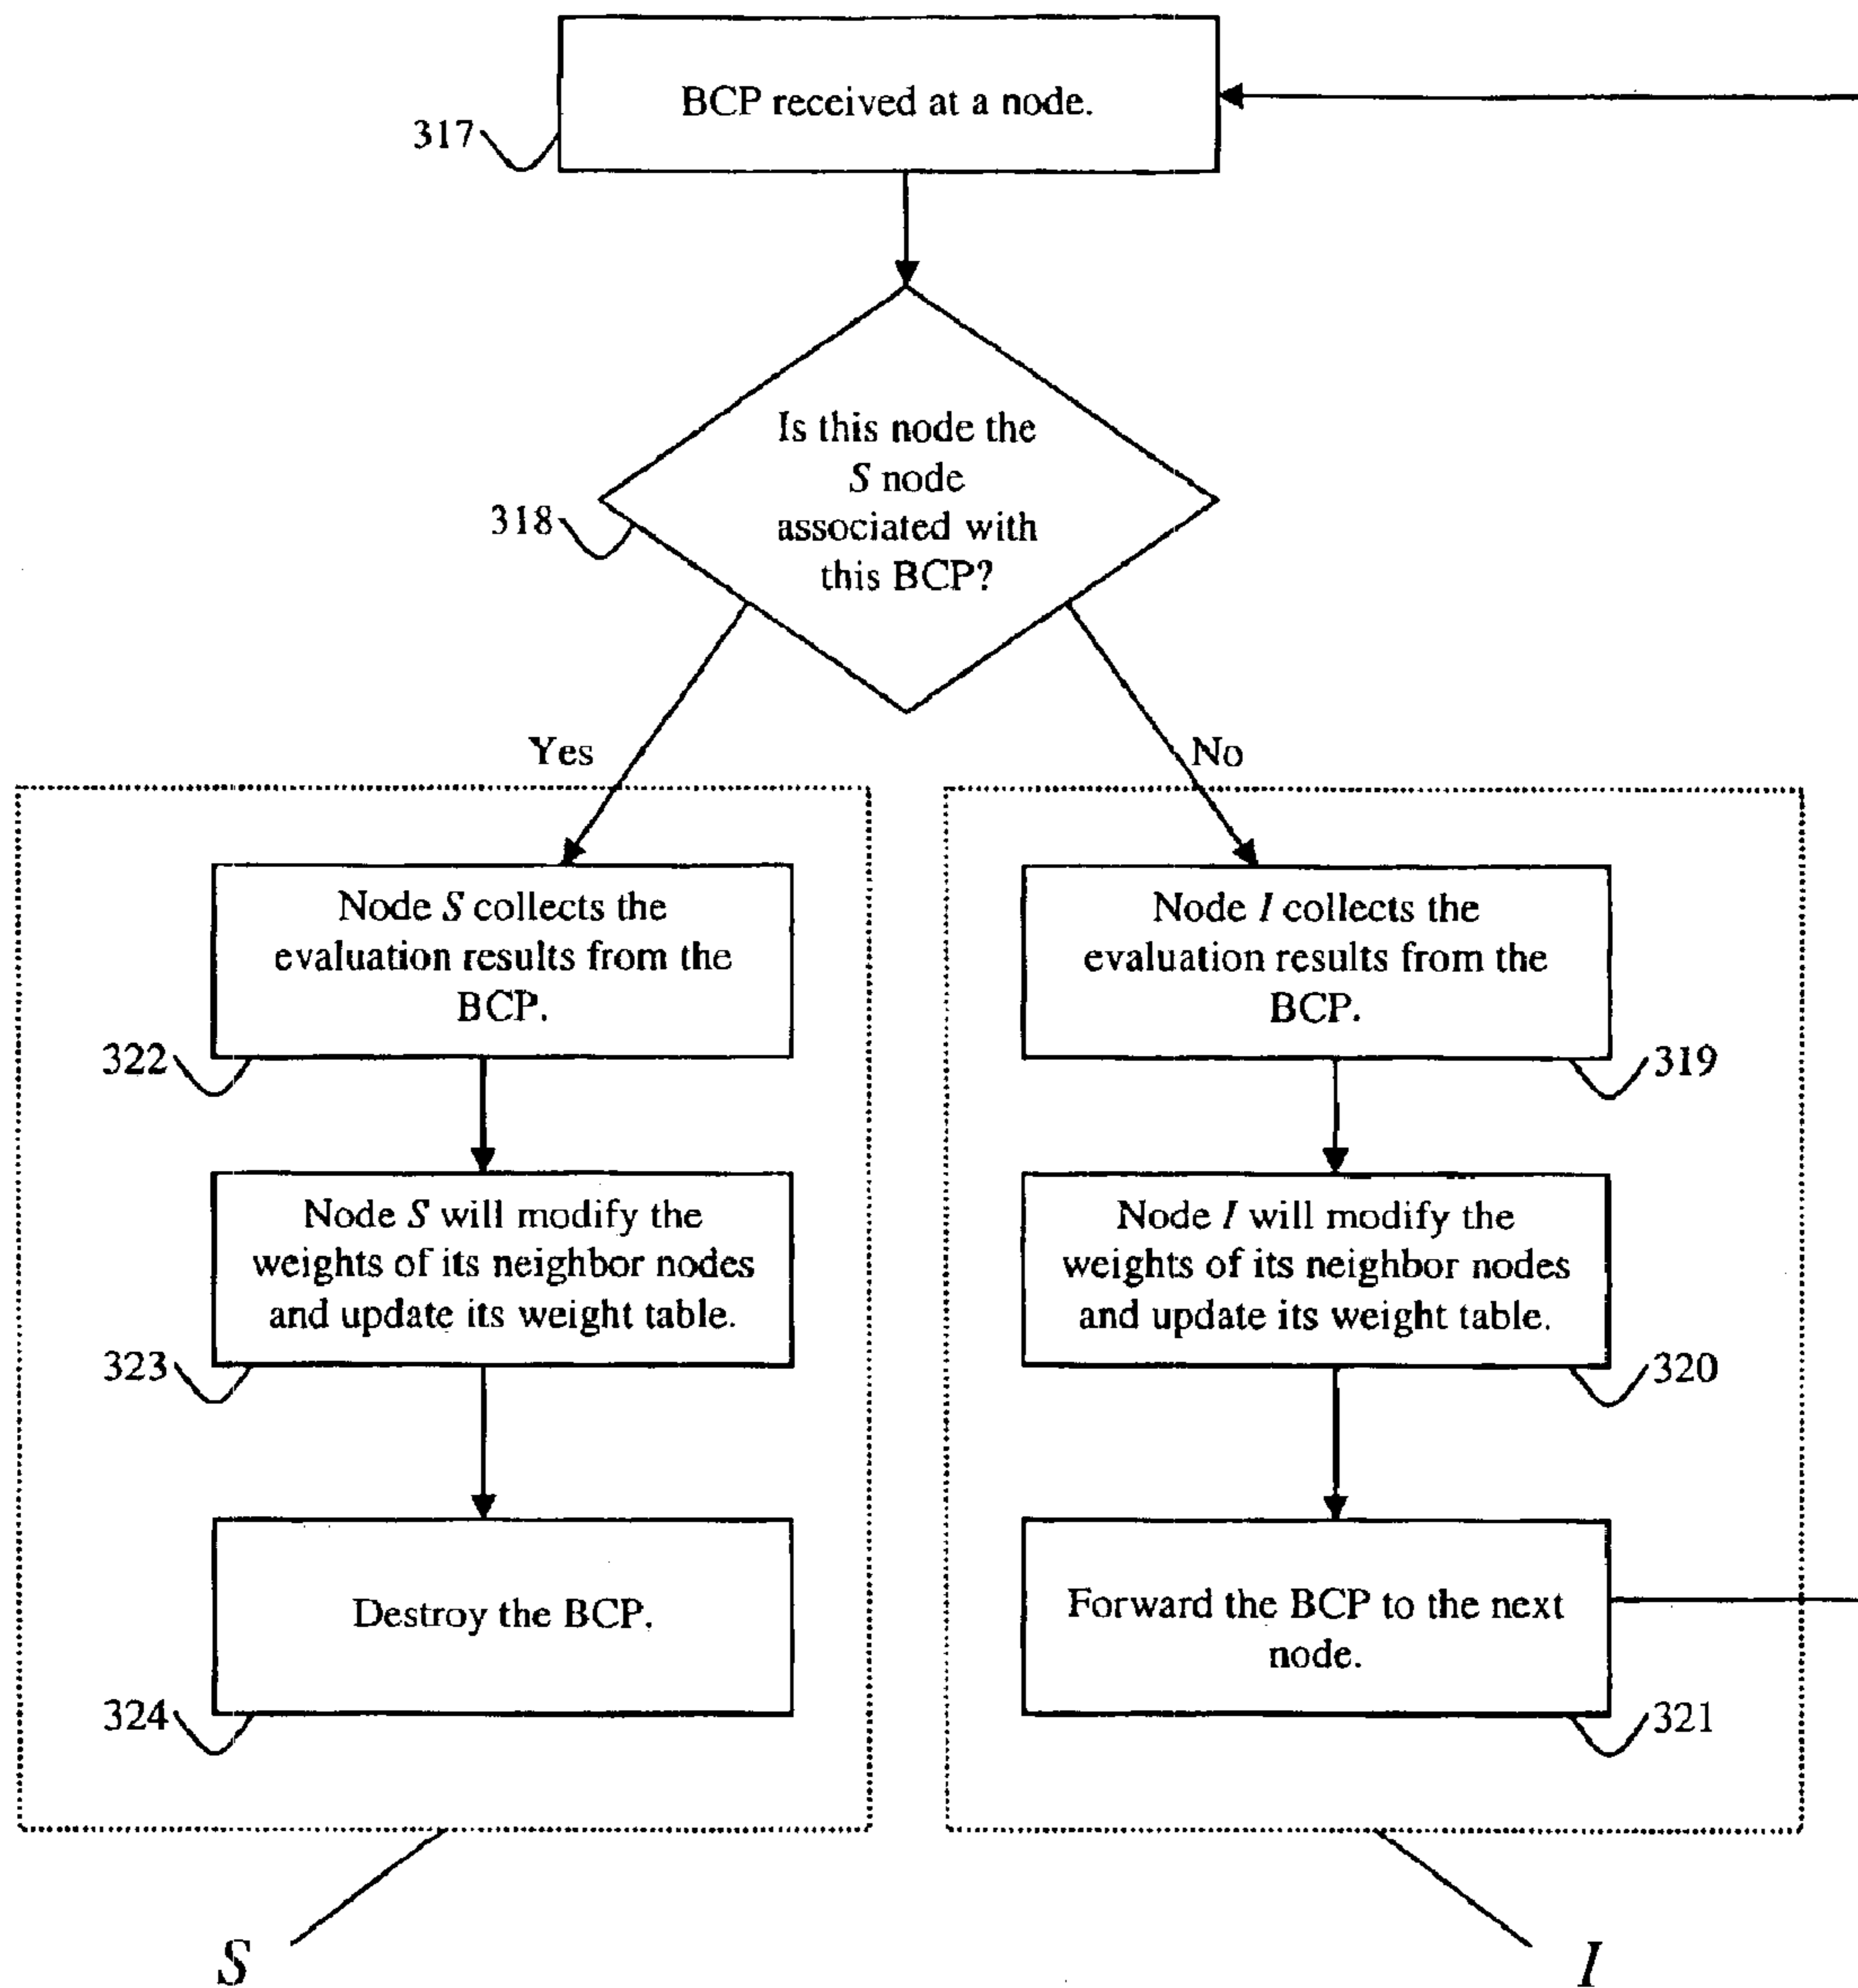 BCP received at a node.
317
Is this node the
S node
associated with
this BCP?
318
Yes
No
Node S collects the
evaluation results from the
BCP.
322
Node S will modify the
weights of its neighbor nodes
and update its weight table.
323
Destroy the BCP.
324
Node I collects the
evaluation results from the
BCP.
319
Node I will modify the
weights of its neighbor nodes
and update its weight table.
320
Forward the BCP to the next
node.
321
S
I